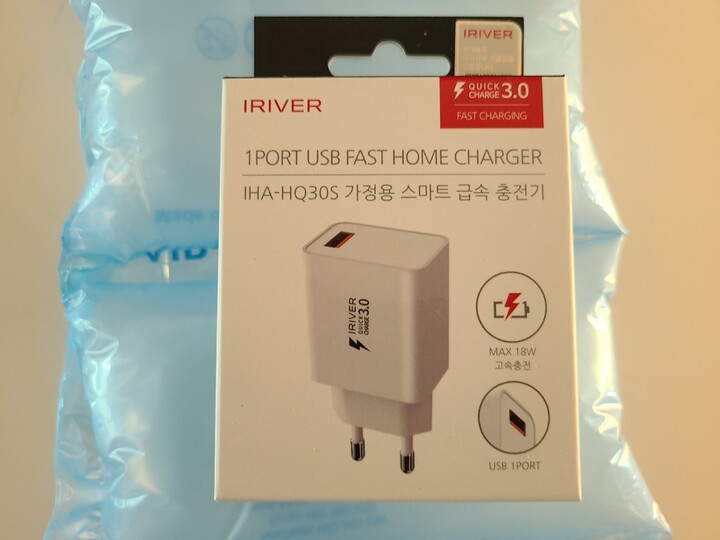 IRIVER
IRIVER
QUICK
CHARGE 3.0
FAST CHARGING
1PORT USB FAST HOME CHARGER
IHA-HQ30S 가정용 스마트 급속 충전기
IRIVER
QUICK
CHARGE 3.0
MAX 18W
고속충전
USB 1PORT